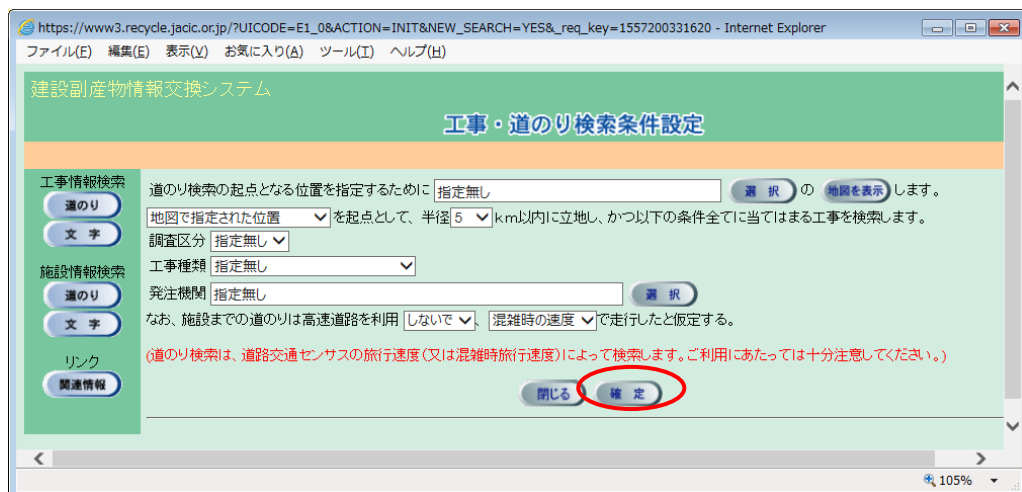 https://www3.recycle.jacic.or.jp/?UICODE=E1_0&ACTION=INIT&NEW_SEARCH=YES&_req_key=1557200331620 - Internet Explorer
ファイル(F) 編集(E) 表示(V) お気に入り(A) ツール(T) ヘルプ(H)
建設副産物情報交換システム
工事・道のり検索条件設定
工事情報検索
道のり
文 字
施設情報検索
道のり
文 字
リンク
関連情報
道のり検索の起点となる位置を指定するために 指定無し 選 択 の 地図を表示 します。
地図で指定された位置 を起点として、半径 5 km以内に立地し、かつ以下の条件全てに当てはまる工事を検索します。
調査区分 指定無し
工事種類 指定無し
発注機関 指定無し 選 択
なお、施設までの道のりは高速道路を利用 しないで 、 混雑時の速度 で走行したと仮定する。
(道のり検索は、道路交通センサスの旅行速度(又は混雑時旅行速度)によって検索します。ご利用にあたっては十分注意してください。)
閉じる 確 定
105%